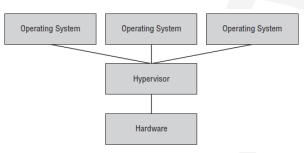 Operating System
Operating System
Operating System
Hypervisor
Hardware